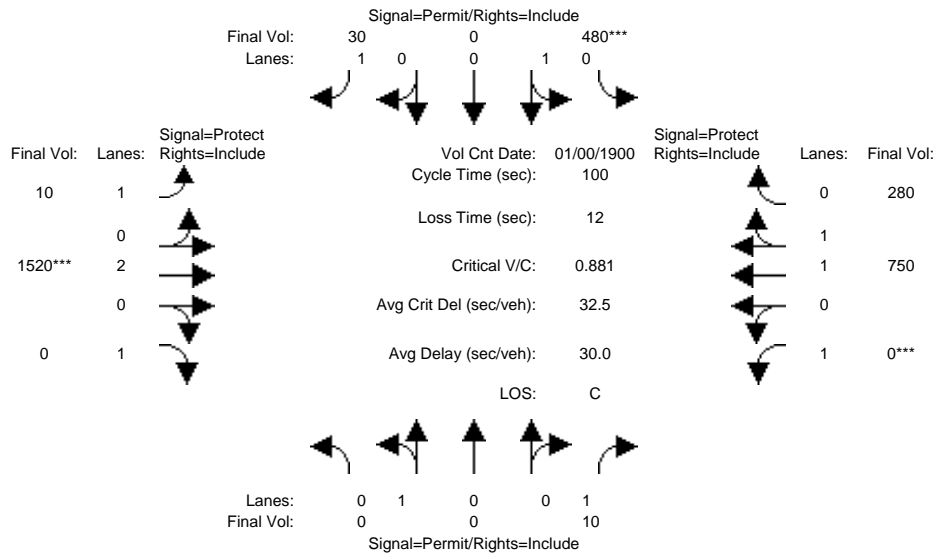 Signal=Permit/Rights=Include
Final Vol: 30 0 480***
Lanes: 1 0 0 1 0
Signal=Protect Signal=Protect
Final Vol: Lanes: Rights=Include Vol Cnt Date: 01/00/1900 Rights=Include Lanes: Final Vol:
Cycle Time (sec): 100
10 1 0 280
Loss Time (sec): 12
0 1
1520*** 2 Critical V/C: 0.881 1 750
0 Avg Crit Del (sec/veh): 32.5 0
0 1 Avg Delay (sec/veh): 30.0 1 0***
LOS: C
Lanes: 0 1 0 0 1
Final Vol: 0 0 10
Signal=Permit/Rights=Include